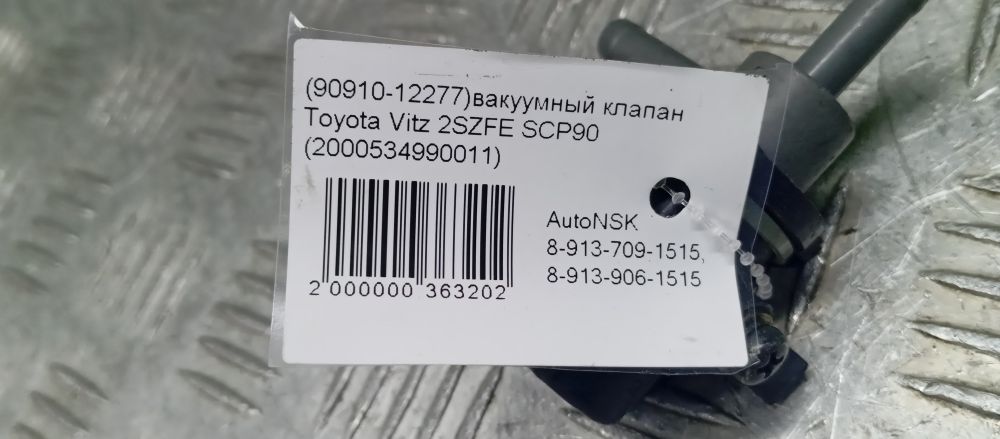 (90910-12277)вакуумный клапан
Toyota Vitz 2SZFE SCP90
(2000534990011)
AutoNSK
8-913-709-1515,
8-913-906-1515
2 000000 363202